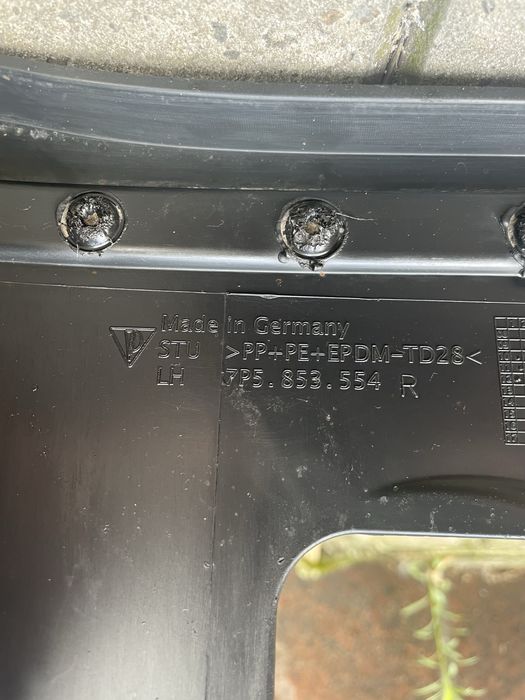 Made in Germany
STU >PP+PE+EPDM-TD28<
LH 7P5.853.554 R